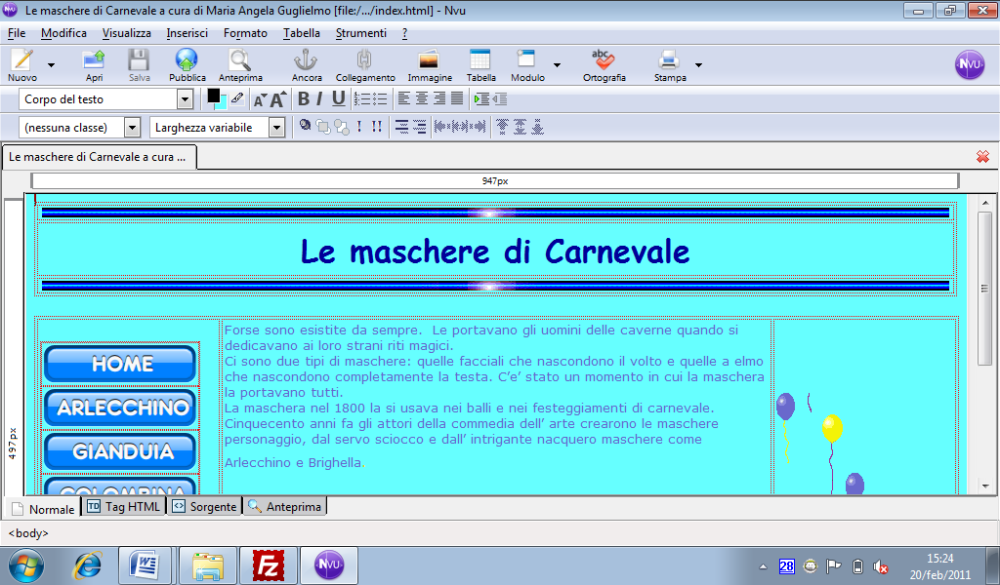 Le maschere di Carnevale a cura di Maria Angela Guglielmo [file:/.../index.html] - Nvu
File Modifica Visualizza Inserisci Formato Tabella Strumenti ?
Nuovo Apri Salva Pubblica Anteprima Ancora Collegamento Immagine Tabella Modulo Ortografia Stampa NVU
Corpo del testo A A B I U
(nessuna classe) Larghezza variabile ! !!
Le maschere di Carnevale a cura ...
947px
Le maschere di Carnevale
Forse sono esistite da sempre.  Le portavano gli uomini delle caverne quando si
dedicavano ai loro strani riti magici.
Ci sono due tipi di maschere: quelle facciali che nascondono il volto e quelle a elmo
che nascondono completamente la testa. C'e' stato un momento in cui la maschera
la portavano tutti.
La maschera nel 1800 la si usava nei balli e nei festeggiamenti di carnevale.
Cinquecento anni fa gli attori della commedia dell' arte crearono le maschere
personaggio, dal servo sciocco e dall' intrigante nacquero maschere come
Arlecchino e Brighella.
HOME
ARLECCHINO
GIANDUIA
COLOMBINA
497px
Normale TD Tag HTML Sorgente Anteprima
<body>
W Fz NVU 28 15:24
20/feb/2011